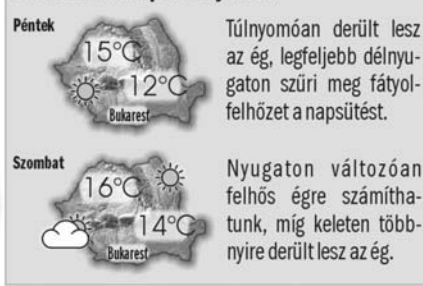 Péntek
15°C
12°C
Bukarest
Túlnyomóan derült lesz
az ég, legfeljebb délnyu-
gaton szűri meg fátyol-
felhőzet a napsütést.
Szombat
16°C
14°C
Bukarest
Nyugaton változóan
felhős égre számítha-
tunk, míg keleten több-
nyire derült lesz az ég.